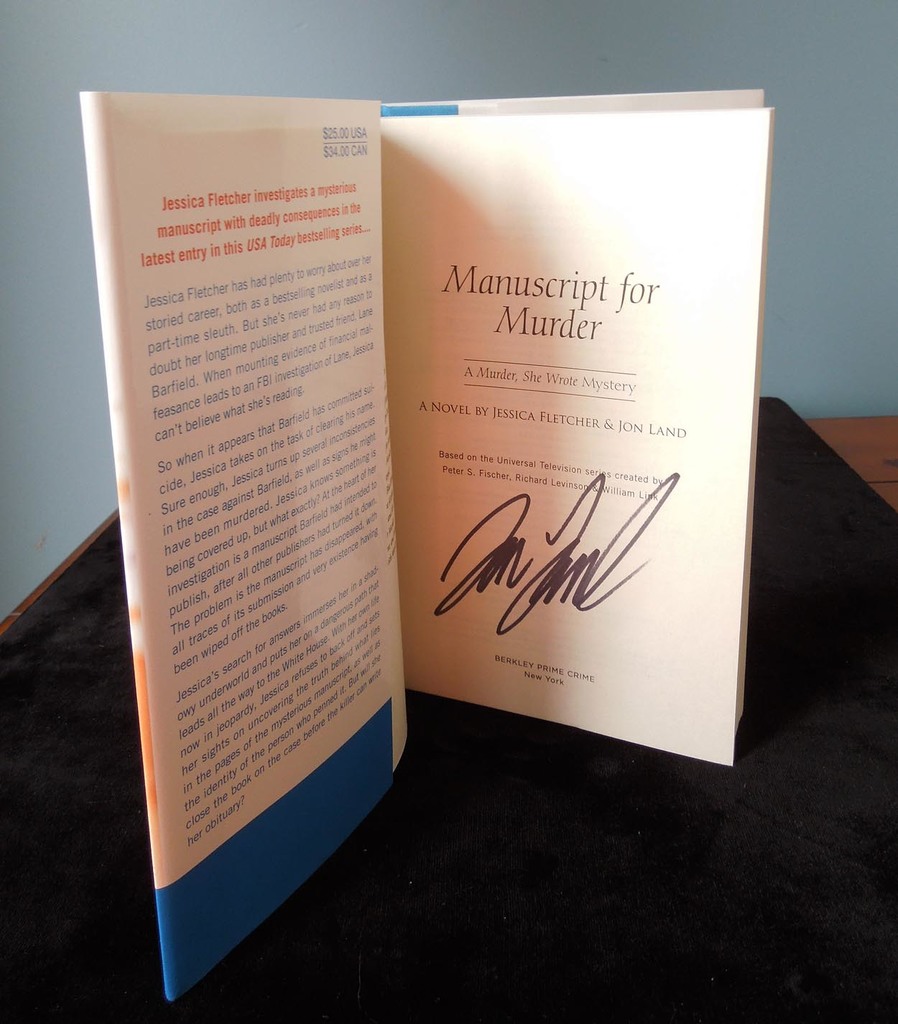 $25.00 USA
$34.00 CAN
Jessica Fletcher investigates a mysterious
manuscript with deadly consequences in the
latest entry in this USA Today bestselling series....
Jessica Fletcher has had plenty to worry about over her
storied career, both as a bestselling novelist and as a
part-time sleuth. But she's never had any reason to
doubt her longtime publisher and trusted friend, Lane
Barfield. When mounting evidence of financial mal-
feasance leads to an FBI investigation of Lane, Jessica
can't believe what she's reading.
So when it appears that Barfield has committed sui-
cide, Jessica takes on the task of clearing his name.
Sure enough, Jessica turns up several inconsistencies
in the case against Barfield, as well as signs he might
have been murdered. Jessica knows something is
being covered up, but what exactly? At the heart of her
investigation is a manuscript Barfield had intended to
publish, after all other publishers had turned it down.
The problem is the manuscript has disappeared, with
all traces of its submission and very existence having
been wiped off the books.
Jessica's search for answers immerses her in a shad-
owy underworld and puts her on a dangerous path that
leads all the way to the White House. With her own life
now in jeopardy, Jessica refuses to back off and sets
her sights on uncovering the truth behind what lies
in the pages of the mysterious manuscript, as well as
the identity of the person who penned it. But will she
close the book on the case before the killer can write
her obituary?
Manuscript for
Murder
A Murder, She Wrote Mystery
A NOVEL BY JESSICA FLETCHER & JON LAND
Based on the Universal Television series created by
Peter S. Fischer, Richard Levinson & William Link
Jon Land
BERKLEY PRIME CRIME
New York